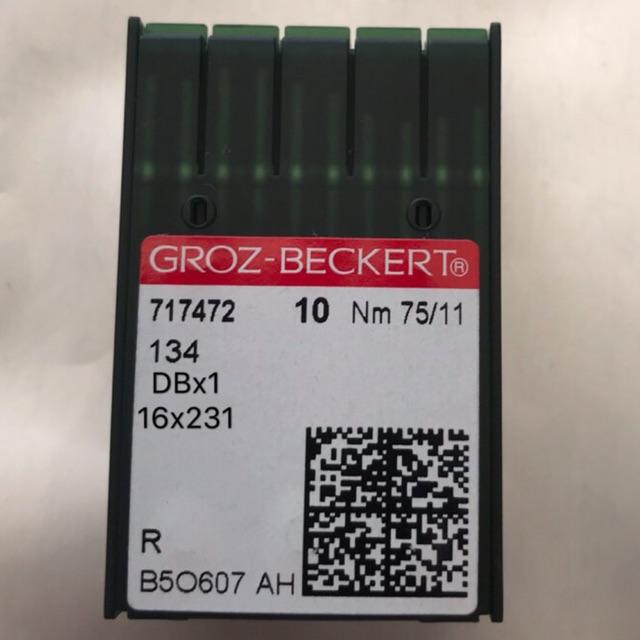 GROZ-BECKERT®
717472 10 Nm 75/11
134
DBx1
16x231
R
B5O607 AH